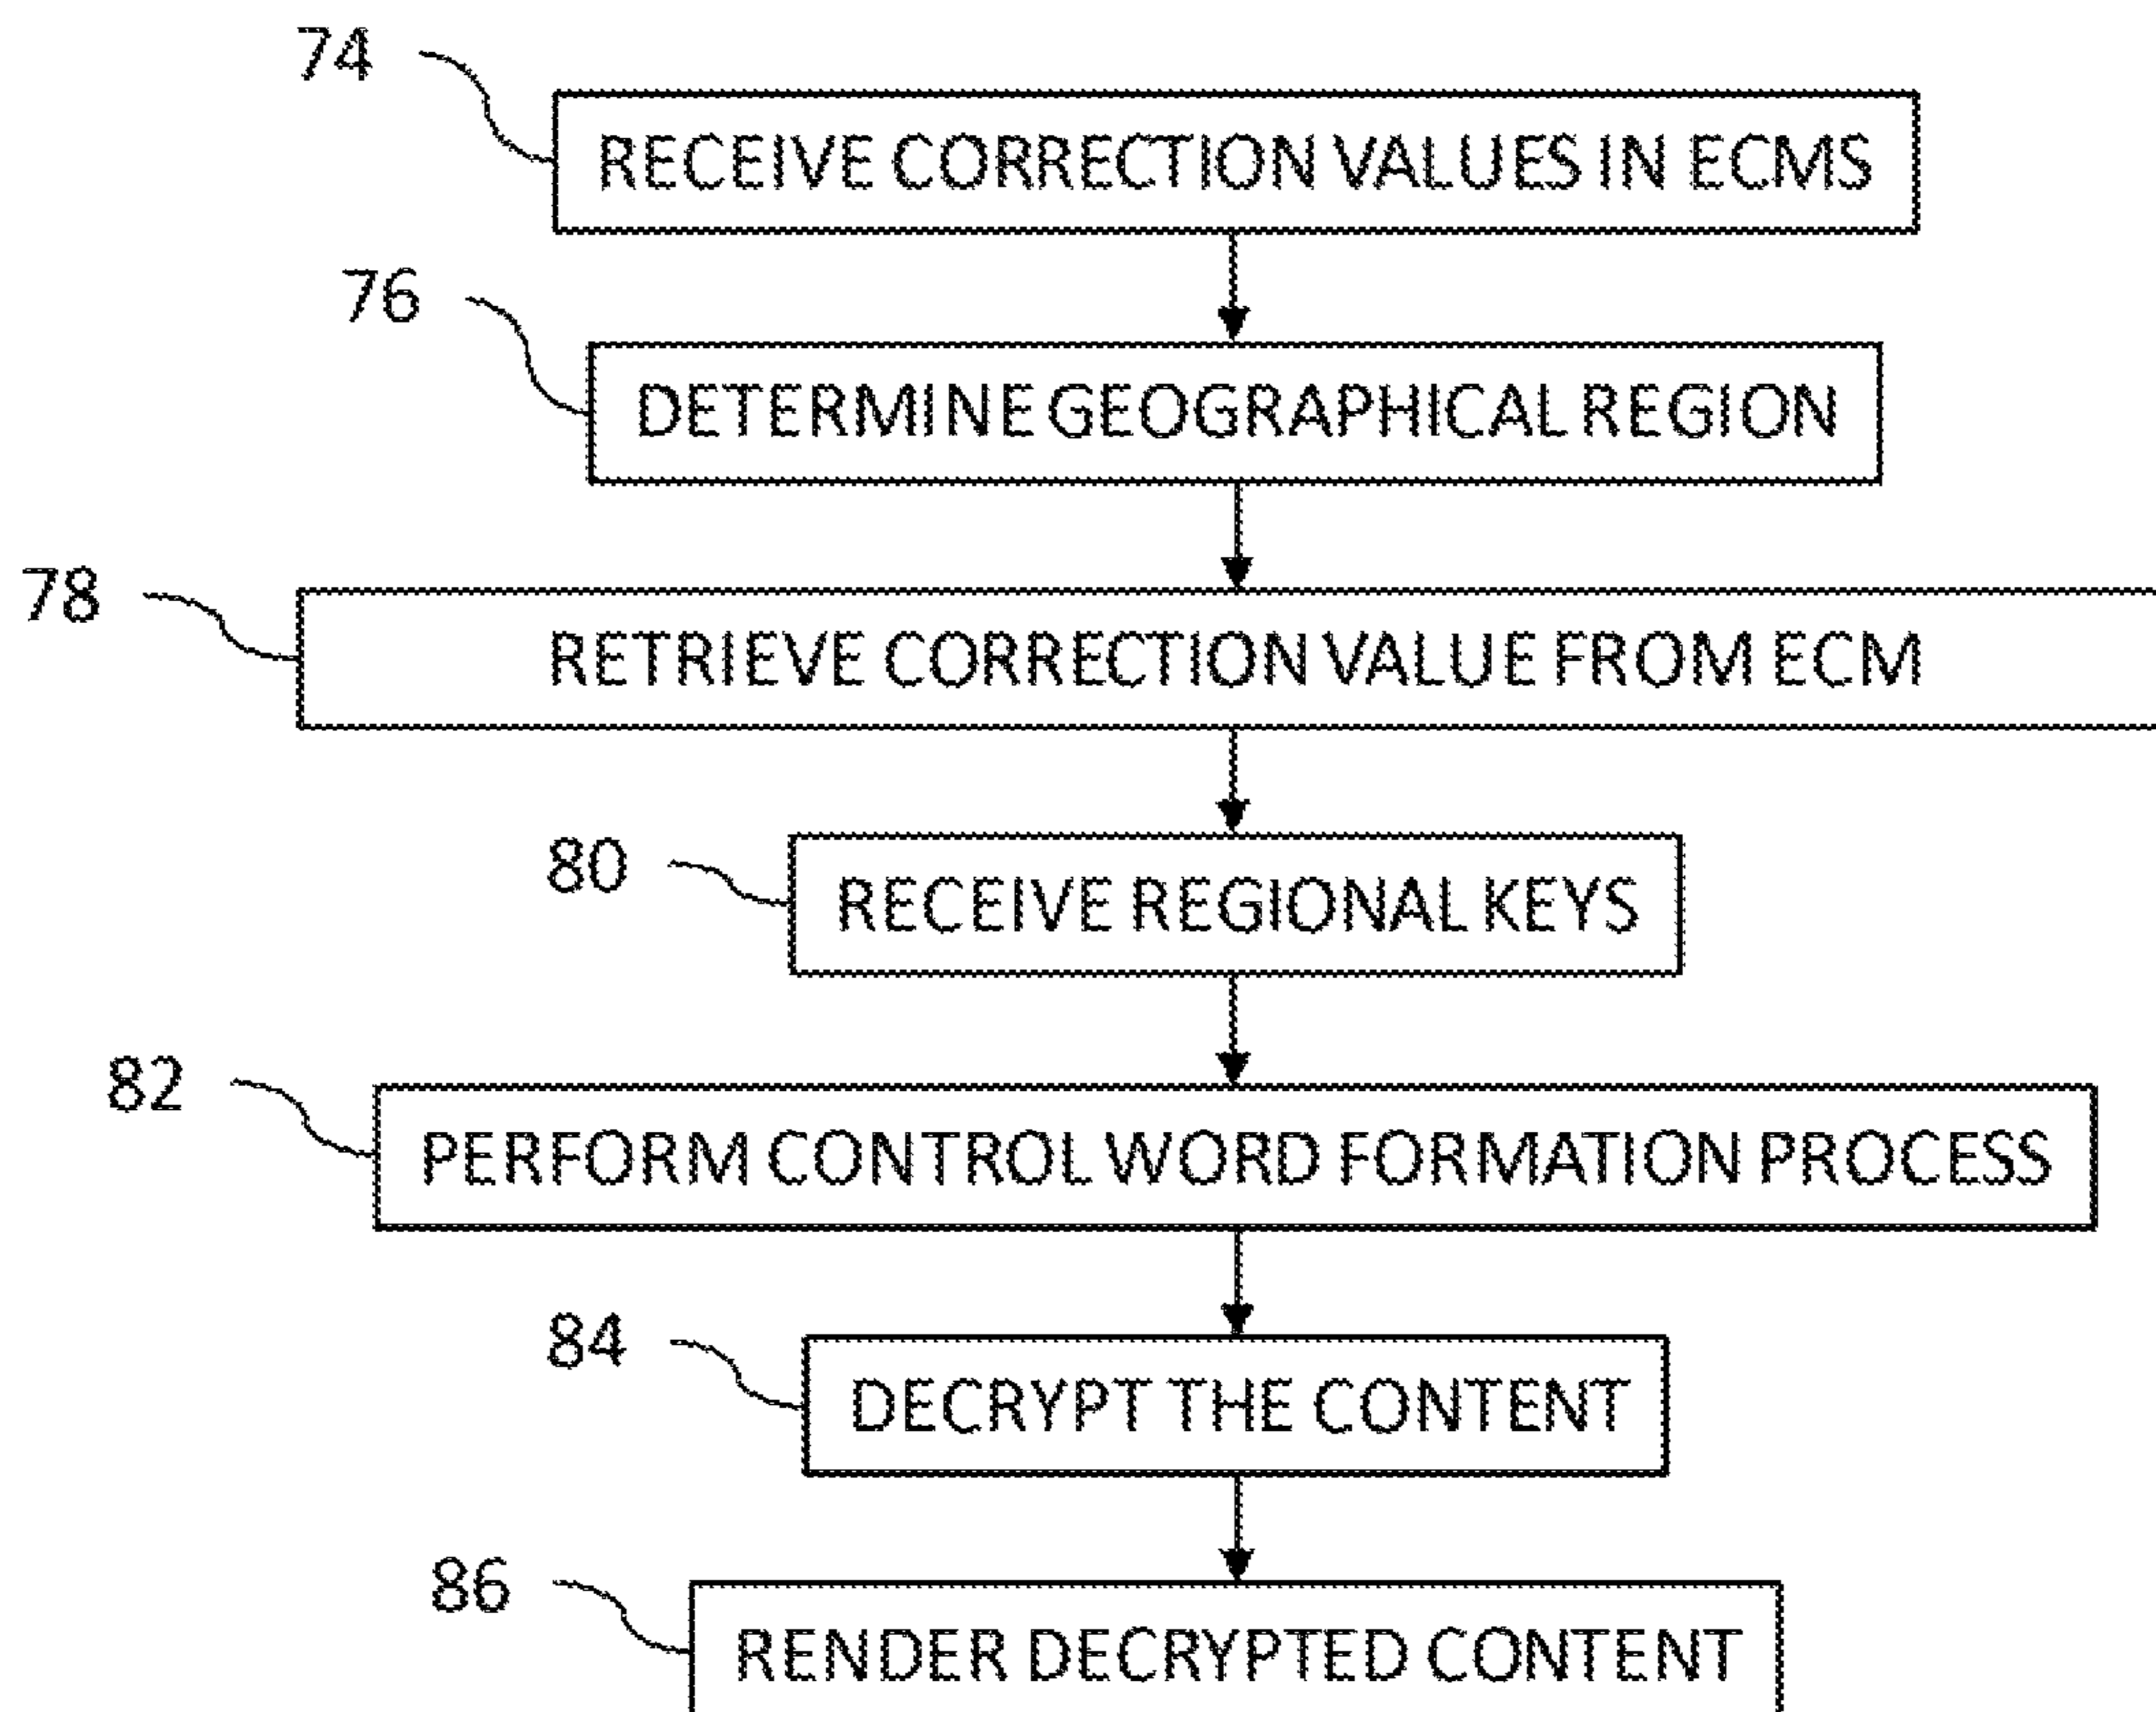 74
RECEIVE CORRECTION VALUES IN ECMS
76
DETERMINE GEOGRAPHICAL REGION
78
RETRIEVE CORRECTION VALUE FROM ECM
80
RECEIVE REGIONAL KEYS
82
PERFORM CONTROL WORD FORMATION PROCESS
84
DECRYPT THE CONTENT
86
RENDER DECRYPTED CONTENT